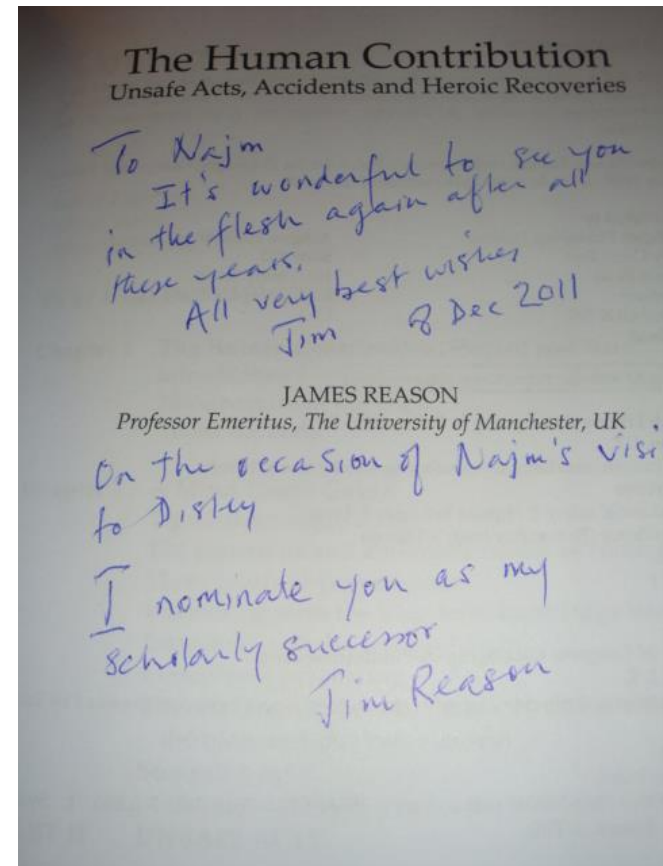 The Human Contribution
Unsafe Acts, Accidents and Heroic Recoveries
To Najm
It's wonderful to see you
in the flesh again after all
these years.
All very best wishes
Jim 8 Dec 2011
JAMES REASON
Professor Emeritus, The University of Manchester, UK
On the occasion of Najm's visi
to Disley
I nominate you as my
scholarly successor
Jim Reason